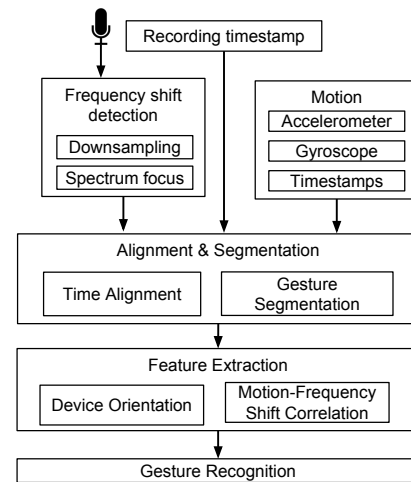 Recording timestamp
Frequency shift
detection
Downsampling
Spectrum focus
Motion
Accelerometer
Gyroscope
Timestamps
Alignment & Segmentation
Time Alignment
Gesture
Segmentation
Feature Extraction
Device Orientation
Motion-Frequency
Shift Correlation
Gesture Recognition